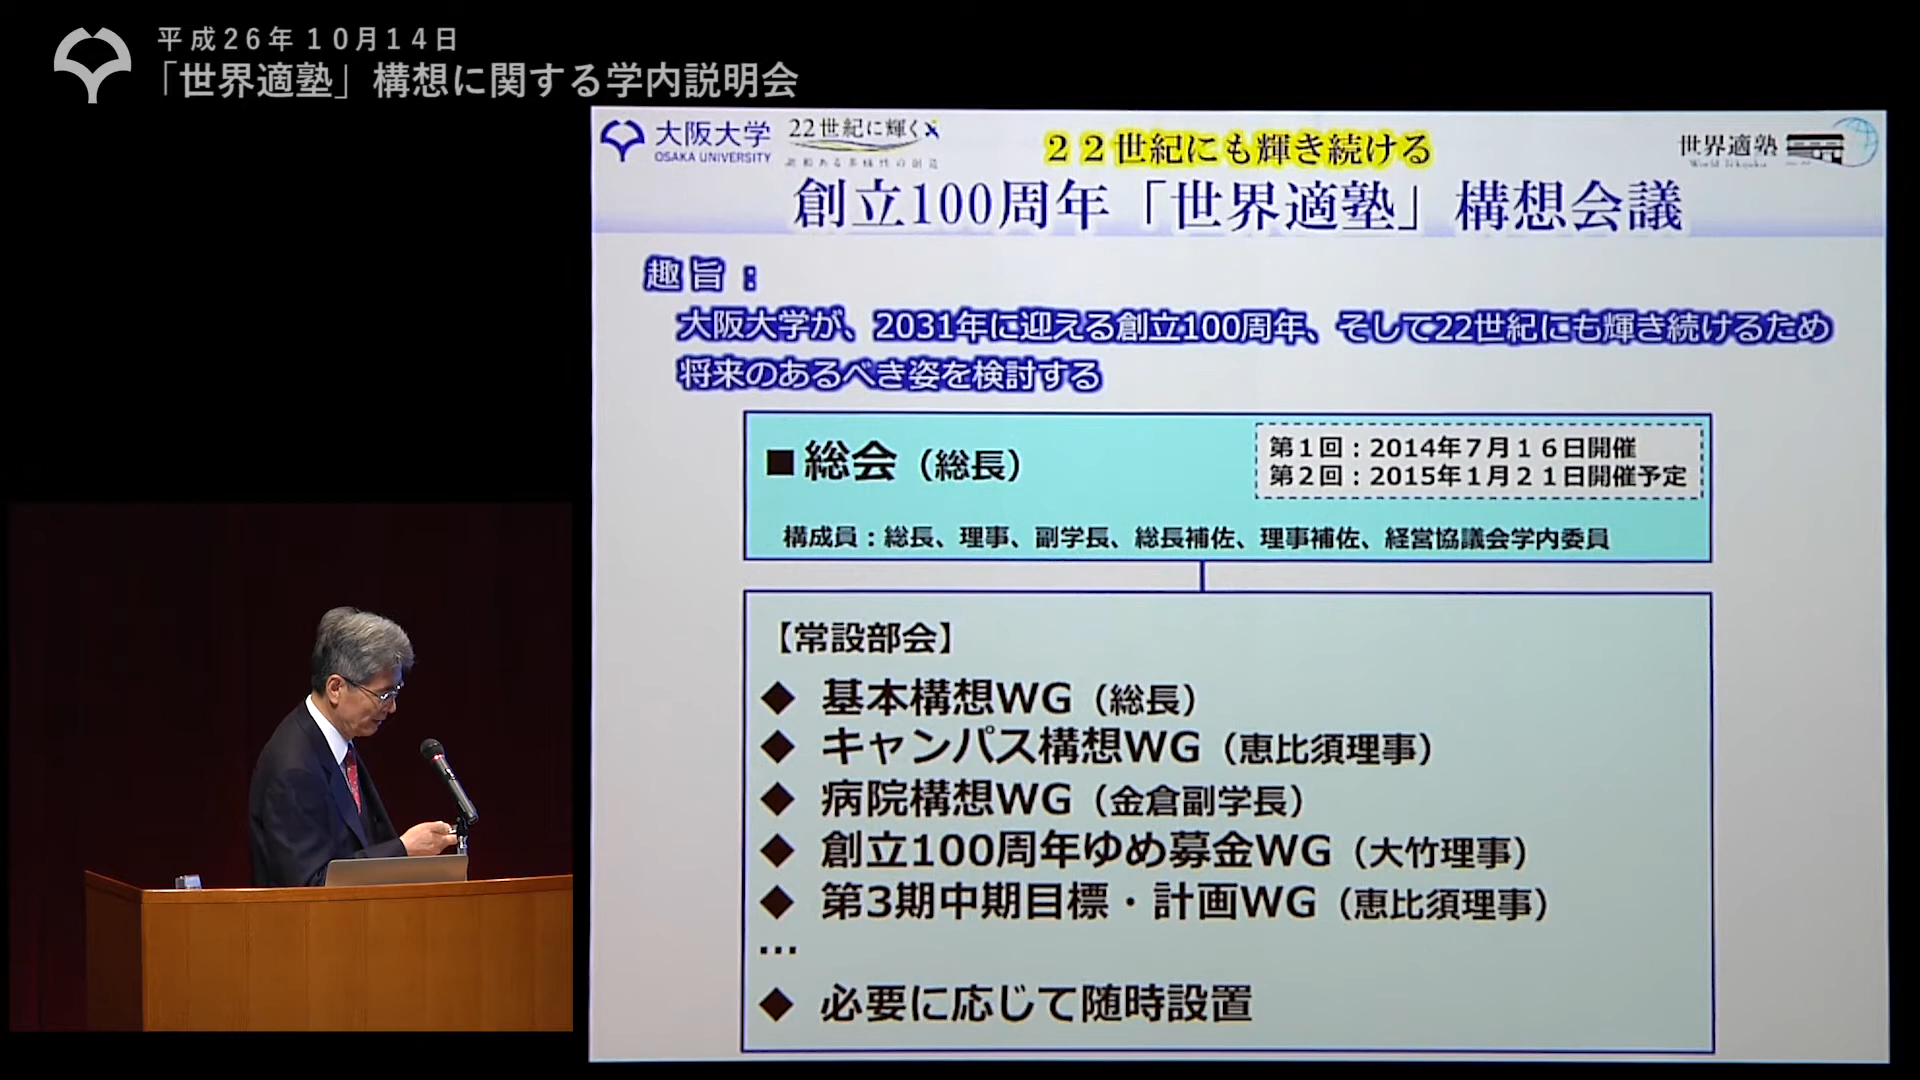 平成26年10月14日
「世界適塾」構想に関する学内説明会
大阪大学
OSAKA UNIVERSITY
22世紀に輝く
２２世紀にも輝き続ける
世界適塾
World Tekijuku
創立100周年「世界適塾」構想会議
趣旨：
大阪大学が、2031年に迎える創立100周年、そして22世紀にも輝き続けるため
将来のあるべき姿を検討する
■総会（総長）
第１回：2014年７月１６日開催
第２回：2015年１月２１日開催予定
構成員：総長、理事、副学長、総長補佐、理事補佐、経営協議会学内委員
【常設部会】
◆ 基本構想WG（総長）
◆ キャンパス構想WG（恵比須理事）
◆ 病院構想WG（金倉副学長）
◆ 創立100周年ゆめ募金WG（大竹理事）
◆ 第3期中期目標・計画WG（恵比須理事）
…
◆ 必要に応じて随時設置